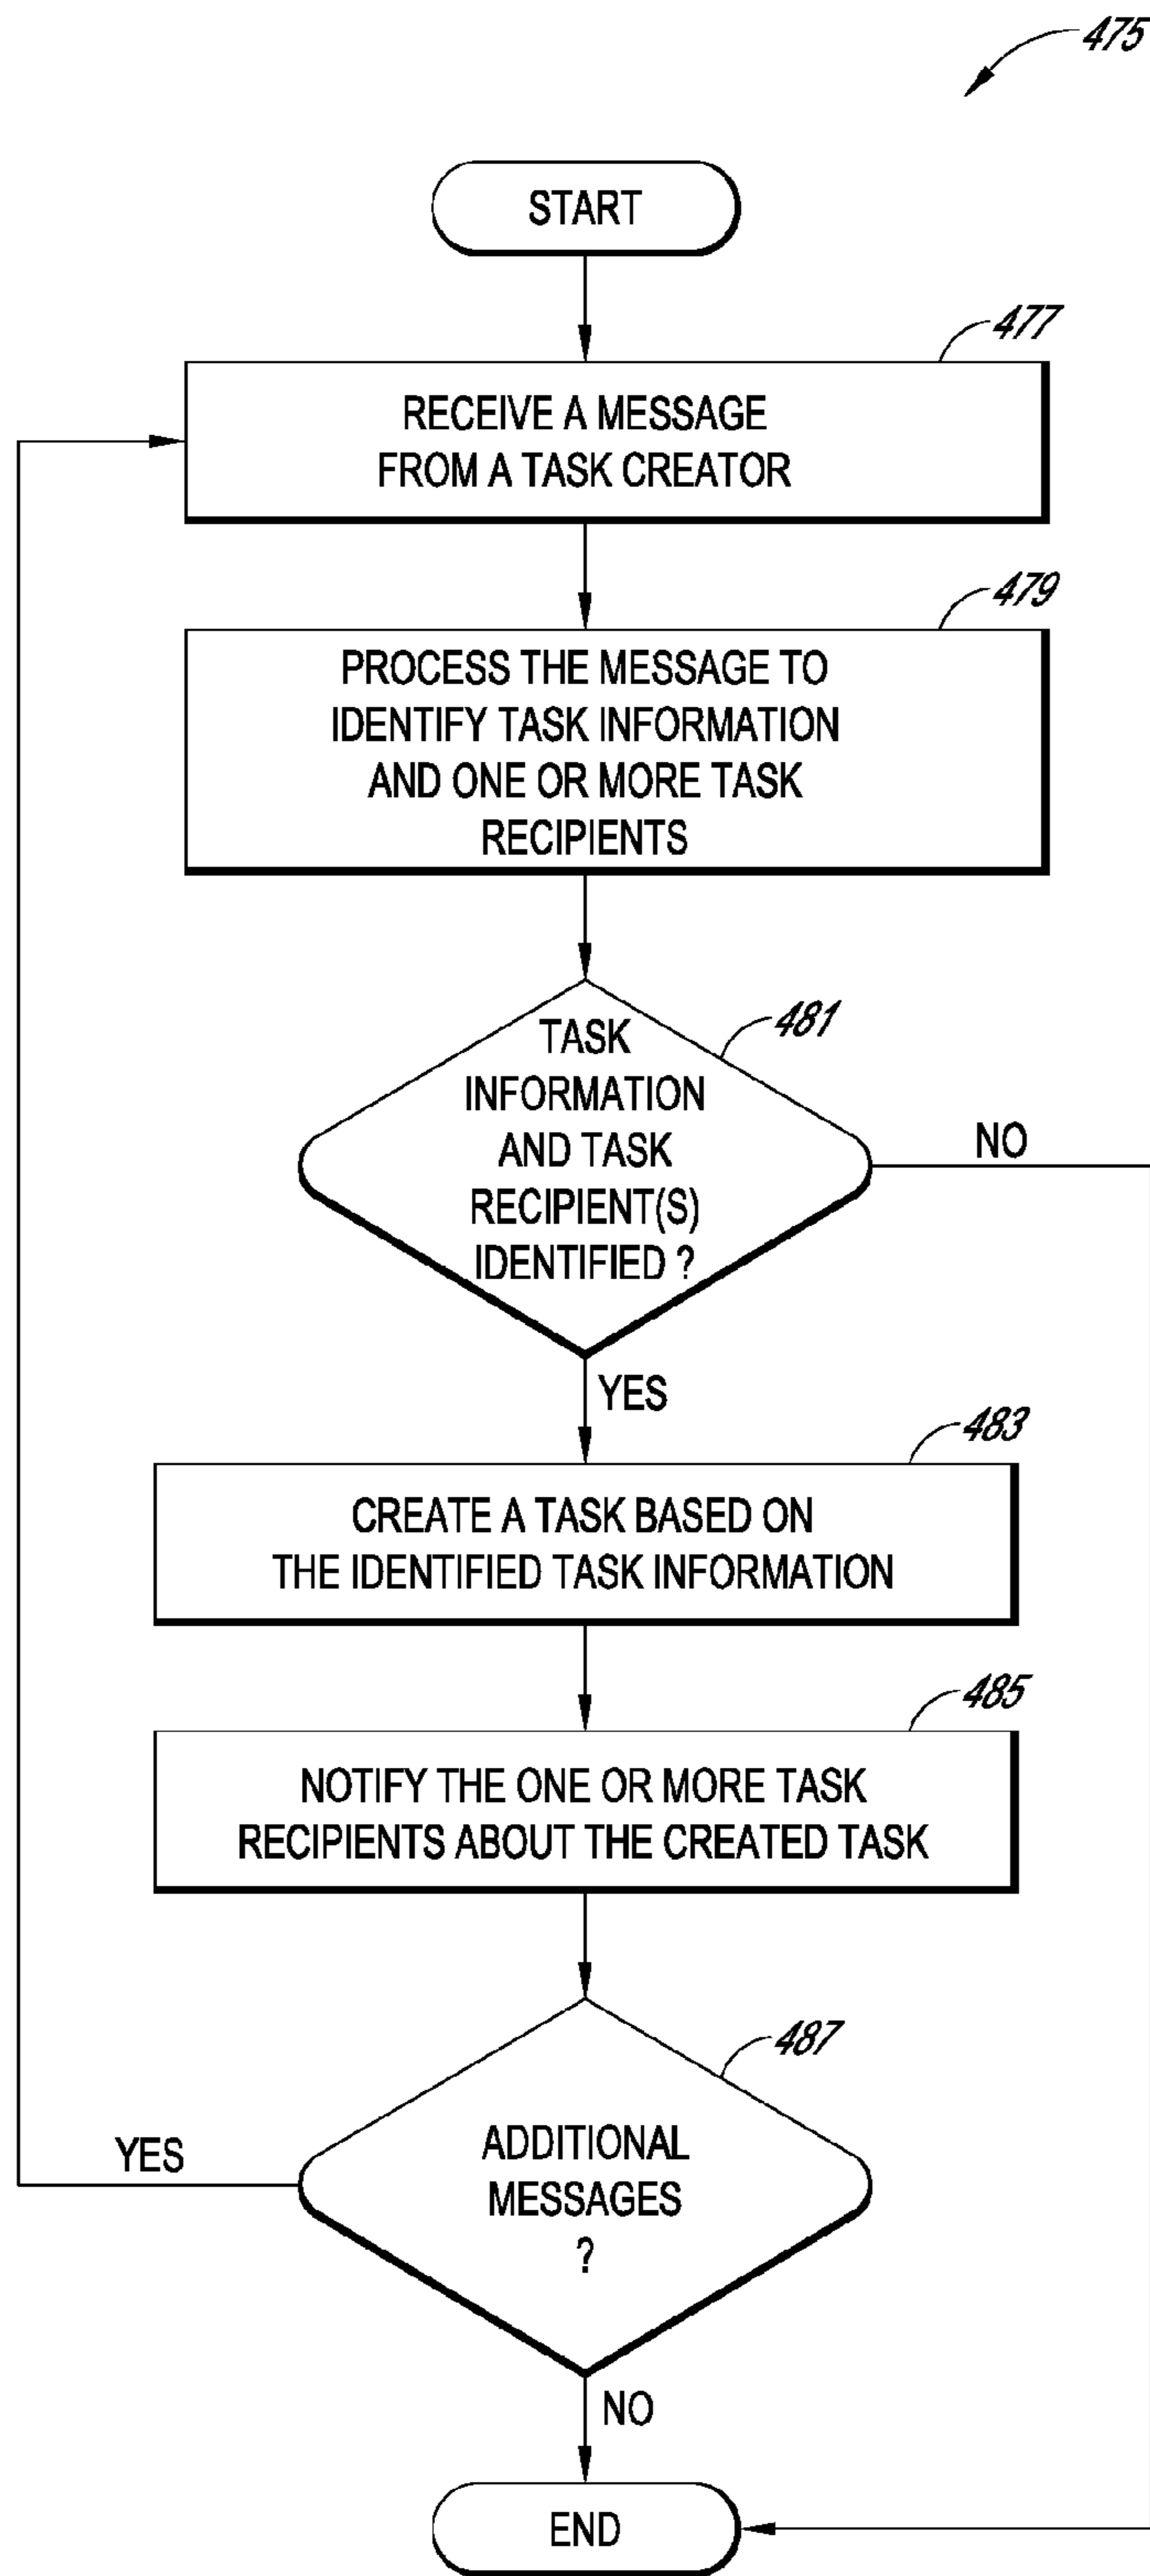 475
START
477
RECEIVE A MESSAGE
FROM A TASK CREATOR
479
PROCESS THE MESSAGE TO
IDENTIFY TASK INFORMATION
AND ONE OR MORE TASK
RECIPIENTS
481
TASK
INFORMATION
AND TASK
RECIPIENT(S)
IDENTIFIED ?
NO
YES
483
CREATE A TASK BASED ON
THE IDENTIFIED TASK INFORMATION
485
NOTIFY THE ONE OR MORE TASK
RECIPIENTS ABOUT THE CREATED TASK
487
ADDITIONAL
MESSAGES
?
YES
NO
END